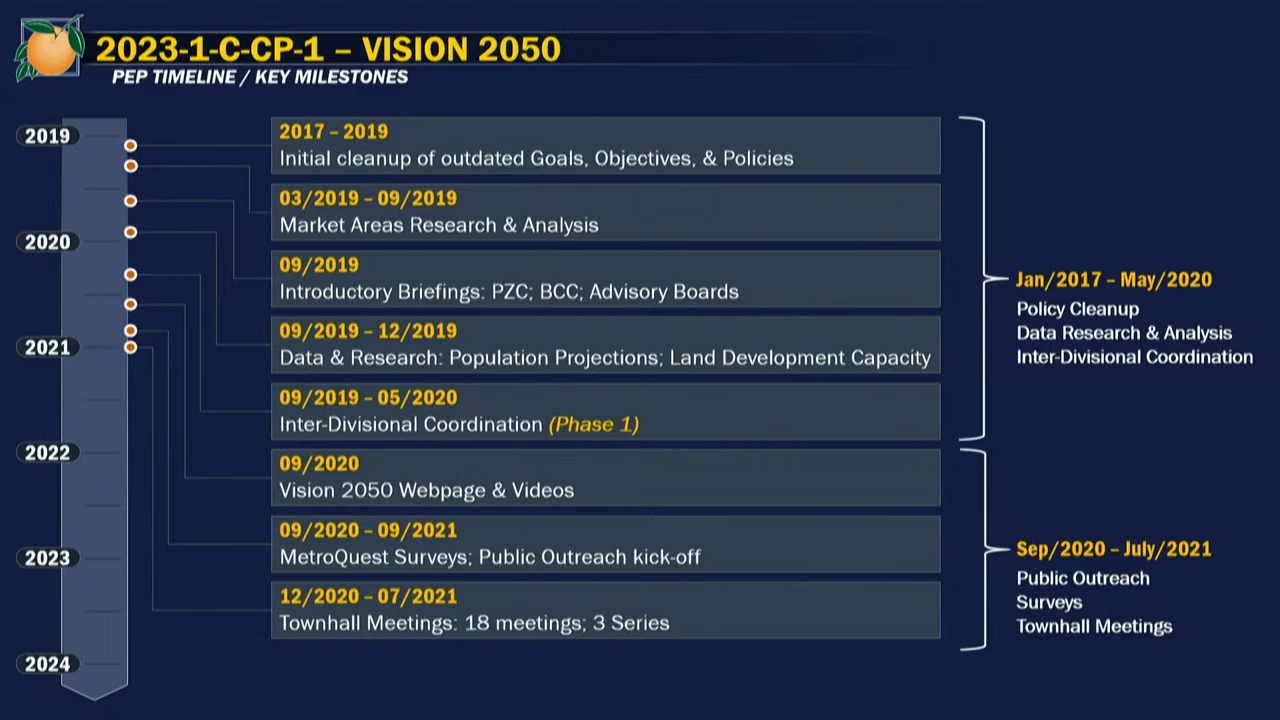 2023-1-C-CP-1 – VISION 2050
PEP TIMELINE / KEY MILESTONES
2019
2020
2021
2022
2023
2024
2017 – 2019
Initial cleanup of outdated Goals, Objectives, & Policies
03/2019 – 09/2019
Market Areas Research & Analysis
09/2019
Introductory Briefings: PZC; BCC; Advisory Boards
09/2019 – 12/2019
Data & Research: Population Projections; Land Development Capacity
09/2019 – 05/2020
Inter-Divisional Coordination (Phase 1)
09/2020
Vision 2050 Webpage & Videos
09/2020 – 09/2021
MetroQuest Surveys; Public Outreach kick-off
12/2020 – 07/2021
Townhall Meetings: 18 meetings; 3 Series
Jan/2017 – May/2020
Policy Cleanup
Data Research & Analysis
Inter-Divisional Coordination
Sep/2020 – July/2021
Public Outreach
Surveys
Townhall Meetings